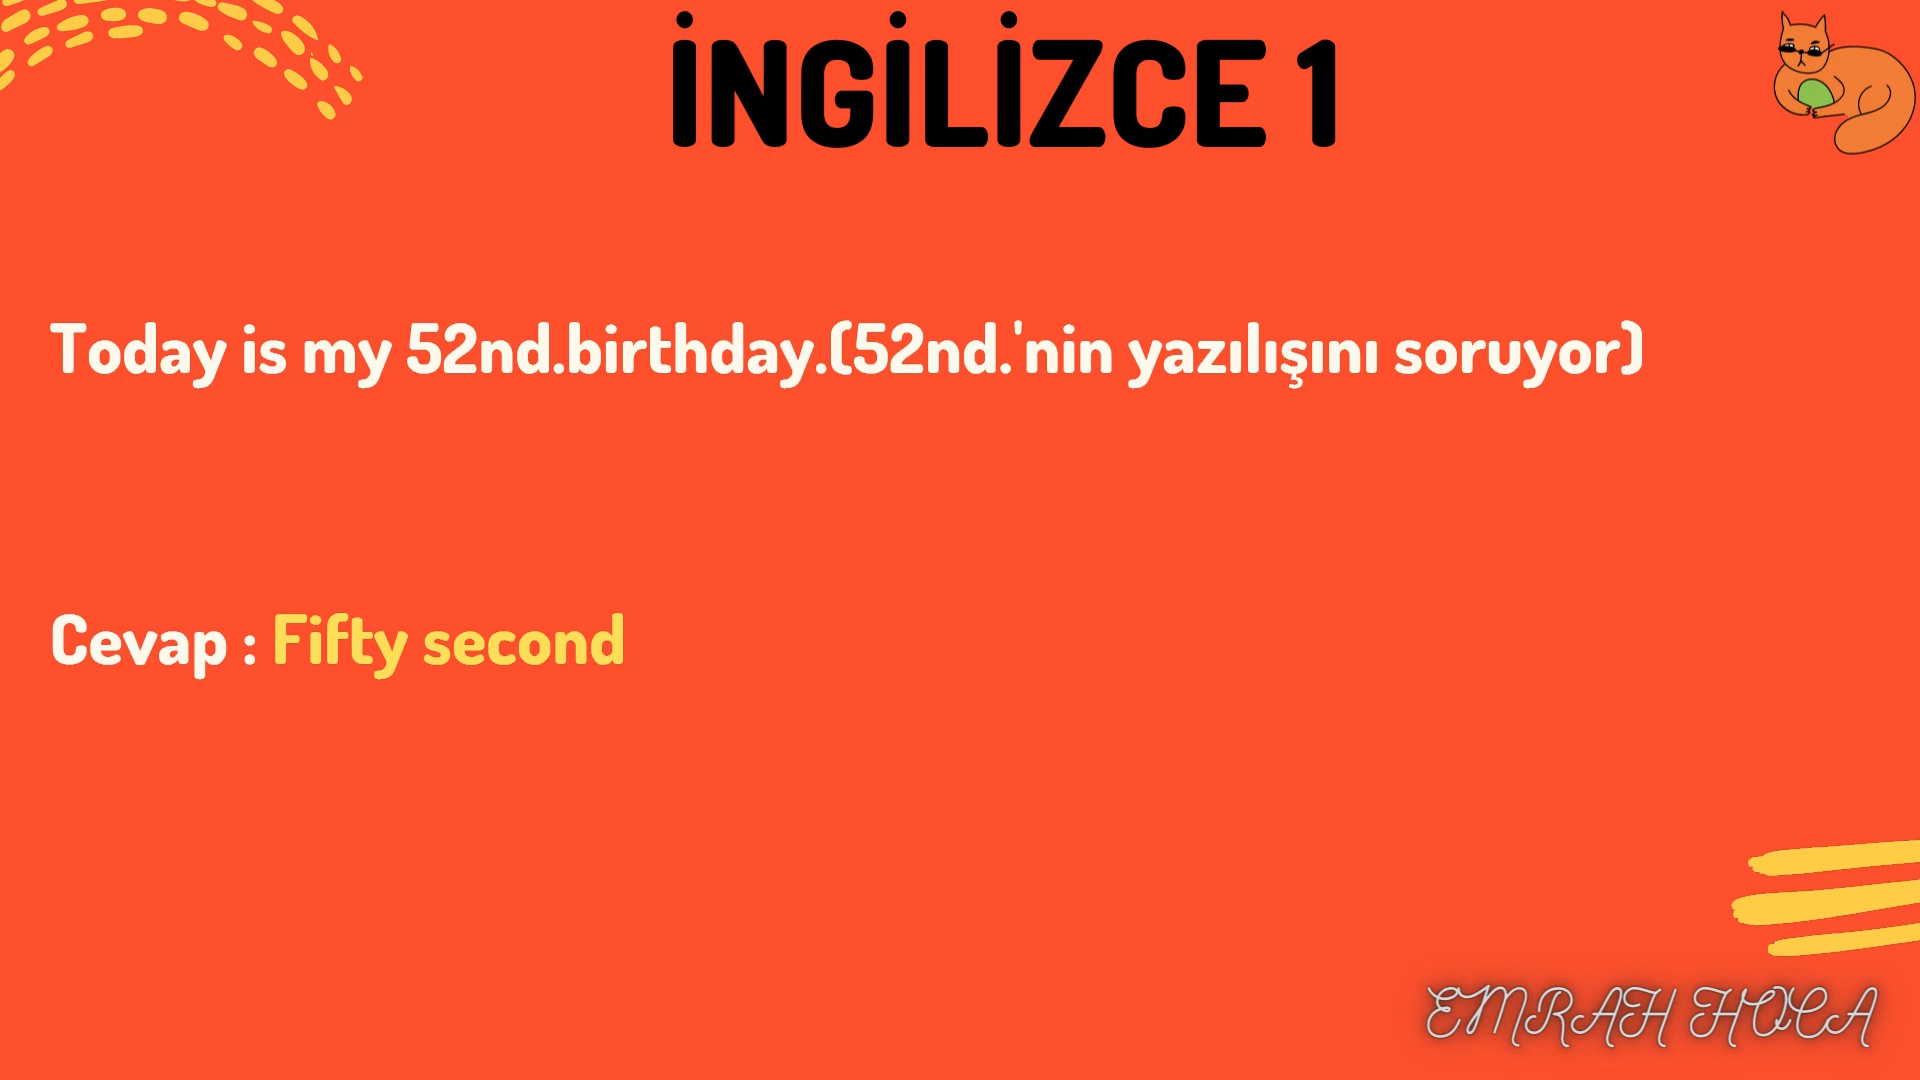 İNGİLİZCE 1
Today is my 52nd.birthday.(52nd.'nin yazılışını soruyor)
Cevap : Fifty second
EMRAH HOCA